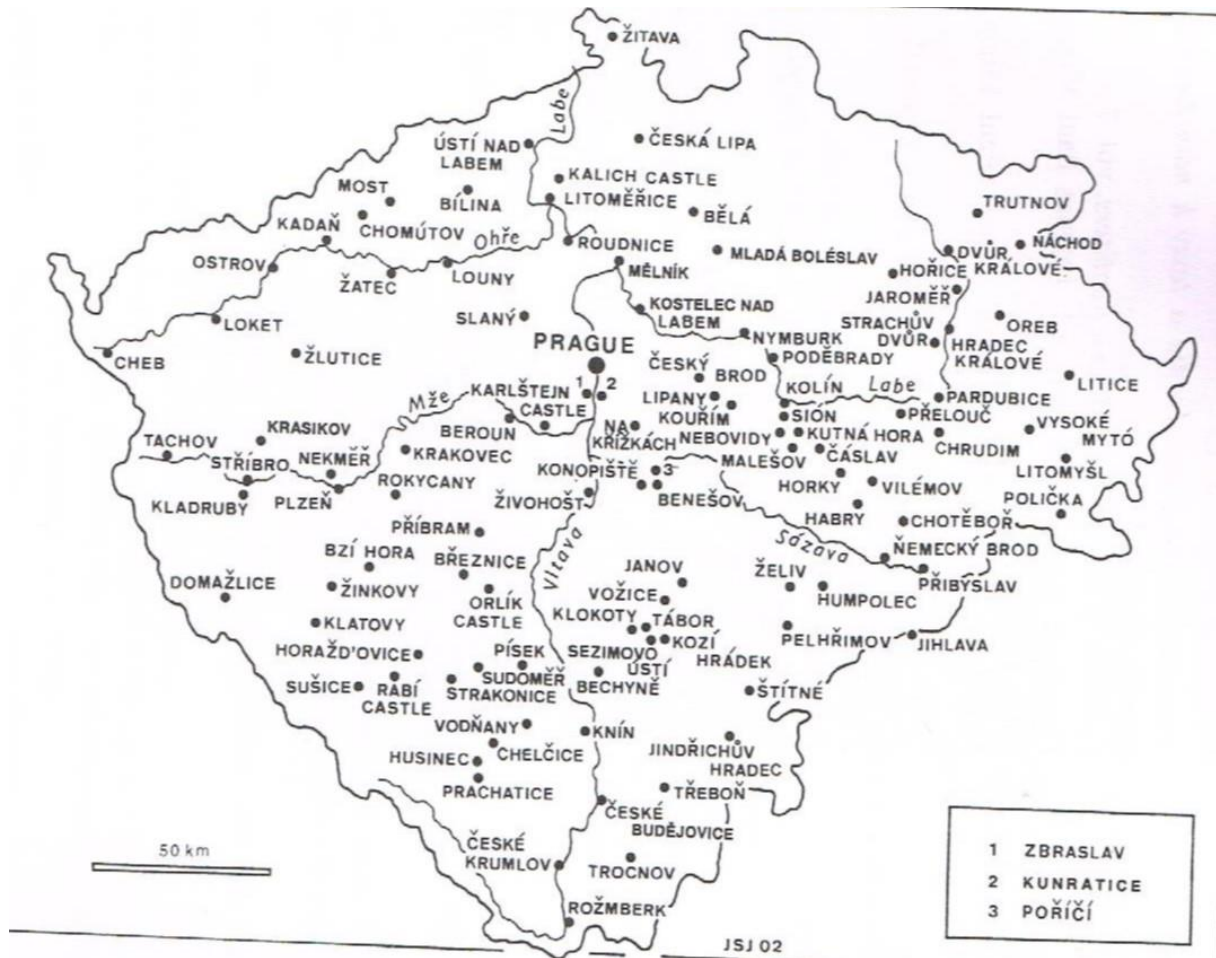 ŽITAVA
Labe
ÚSTÍ NAD
LABEM
ČESKÁ LIPA
KALICH CASTLE
MOST
BÍLINA
LITOMĚŘICE
TRUTNOV
BĚLÁ
KADAŇ
CHOMÚTOV
Ohře
ROUDNICE
MLADÁ BOLÉSLAV
DVŮR
KRÁLOVÉ
NÁCHOD
OSTROV
ŽATEC
LOUNY
MĚLNÍK
HOŘICE
JAROMĚŘ
LOKET
SLANÝ
KOSTELEC NAD
LABEM
NYMBURK
STRACHŮV
DVŮR
OREB
HRADEC
KRÁLOVÉ
CHEB
ŽLUTICE
PRAGUE
ČESKÝ
BROD
PODĚBRADY
LITICE
1
2
KARLŠTEJN
CASTLE
LIPANY
KOUŘIM
KOLÍN
Labe
PARDUBICE
Mže
BEROUN
NA
KŘÍŽKÁCH
SIÓN
PŘELOUČ
VYSOKÉ
MYTÓ
TACHOV
KRASIKOV
KRAKOVEC
NEBOVIDY
KUTNÁ HORA
CHRUDIM
STŘÍBRO
NEKMĚŘ
KONOPIŠTĚ
3
MALEŠOV
ČÁSLAV
LITOMYŠL
KLADRUBY
PLZEŇ
ROKYCANY
ŽIVOHOŠT
BENEŠOV
HORKY
VILÉMOV
POLIČKA
HABRY
CHOTĚBOŘ
PŘÍBRAM
Vltava
Sázava
NĚMECKÝ BROD
BZÍ HORA
BŘEZNICE
JANOV
ŽELIV
PŘIBYSLAV
DOMAŽLICE
ŽINKOVY
ORLÍK
CASTLE
VOŽICE
HUMPOLEC
KLATOVY
KLOKOTY
TÁBOR
PELHŘIMOV
JIHLAVA
HORAŽĎOVICE
PÍSEK
SEZIMOVO
ÚSTÍ
KOZÍ
HRÁDEK
SUŠICE
RABÍ
CASTLE
SUDOMĚŘ
STRAKONICE
BECHYNĚ
ŠTÍTNÉ
VODŇANY
KNÍN
CHELČICE
JINDŘICHŮV
HRADEC
HUSINEC
PRACHATICE
TŘEBOŇ
ČESKÉ
BUDĚJOVICE
50 km
ČESKÉ
KRUMLOV
TROCNOV
ROŽMBERK
JSJ 02
1 ZBRASLAV
2 KUNRATICE
3 POŘÍČÍ